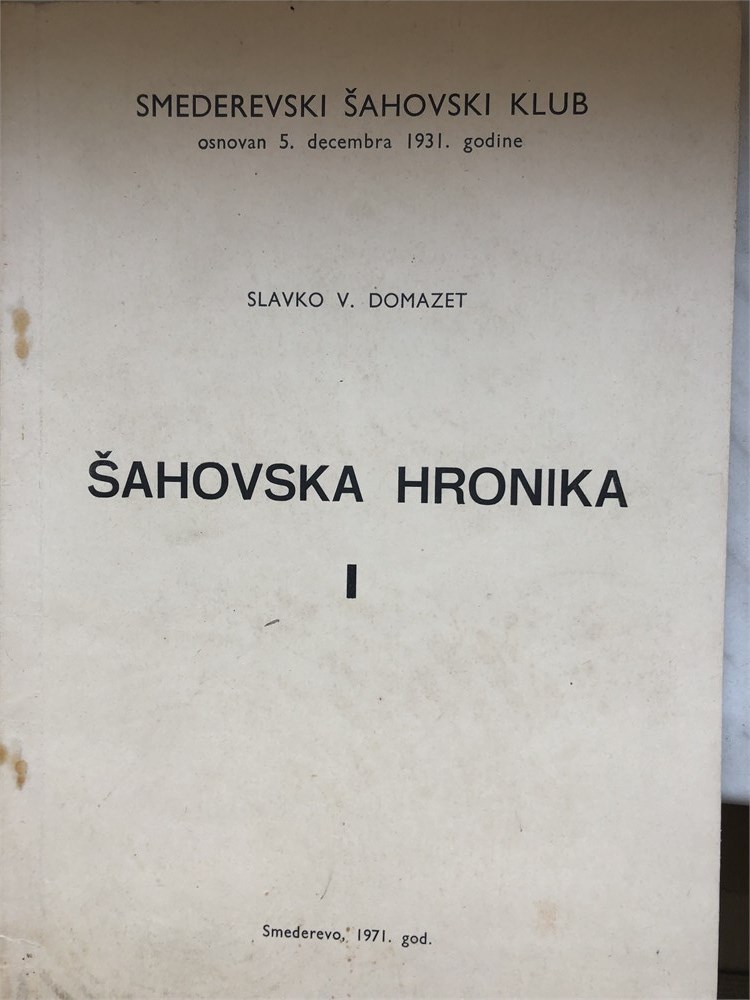 SMEDEREVSKI ŠAHOVSKI KLUB
osnovan 5. decembra 1931. godine
SLAVKO V. DOMAZET
ŠAHOVSKA HRONIKA
I
Smederevo, 1971. god.